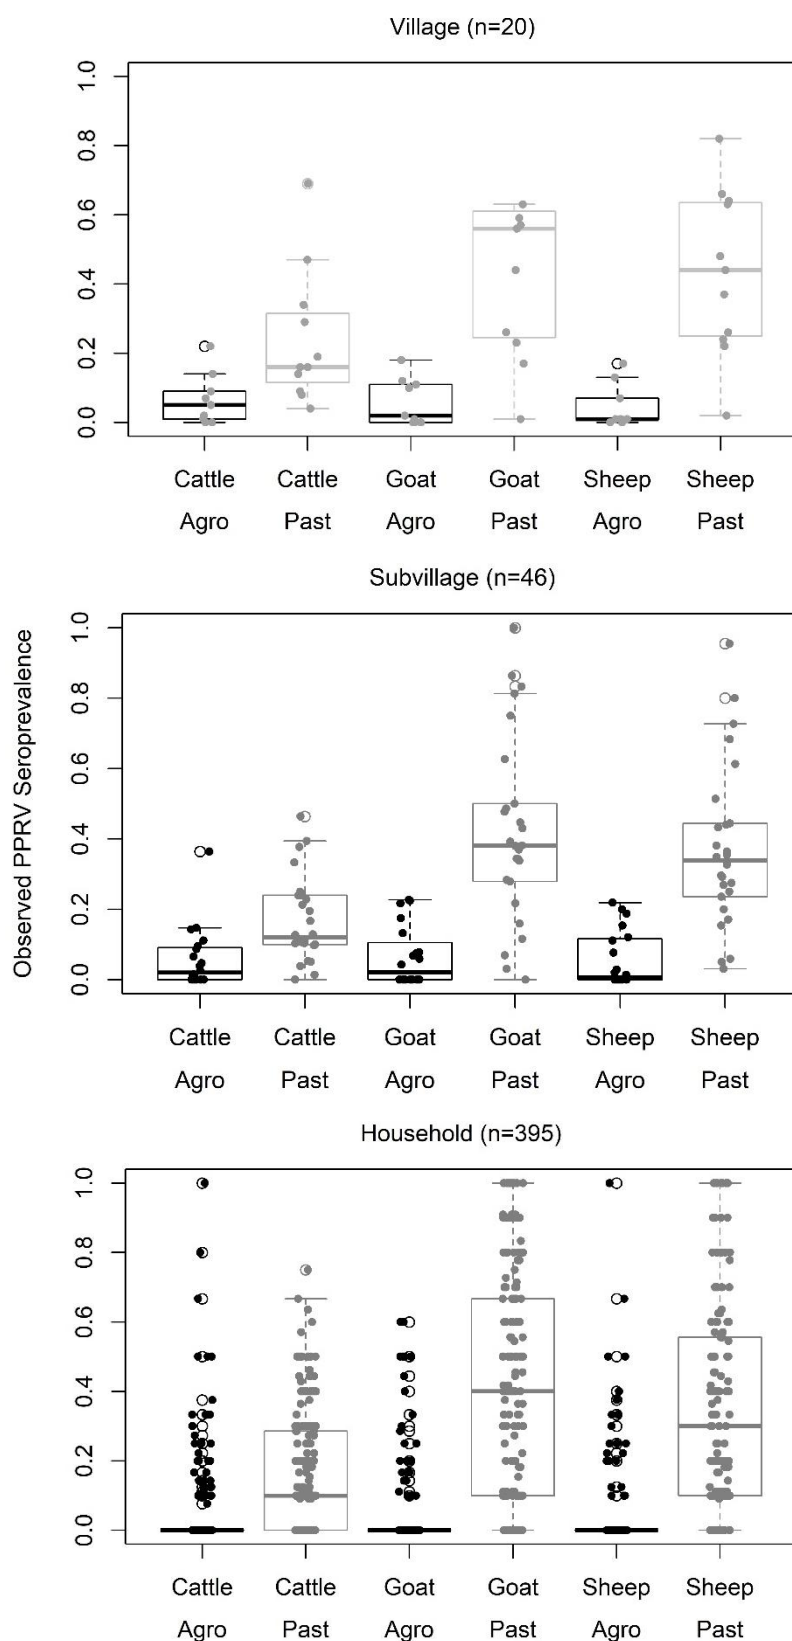 Village (n=20)
1.0
0.8
0.6
0.4
0.2
0.0
Cattle Cattle Goat Goat Sheep Sheep
Agro Past Agro Past Agro Past
Observed PPRV Seroprevalence
Subvillage (n=46)
1.0
0.8
0.6
0.4
0.2
0.0
Cattle Cattle Goat Goat Sheep Sheep
Agro Past Agro Past Agro Past
Household (n=395)
1.0
0.8
0.6
0.4
0.2
0.0
Cattle Cattle Goat Goat Sheep Sheep
Agro Past Agro Past Agro Past